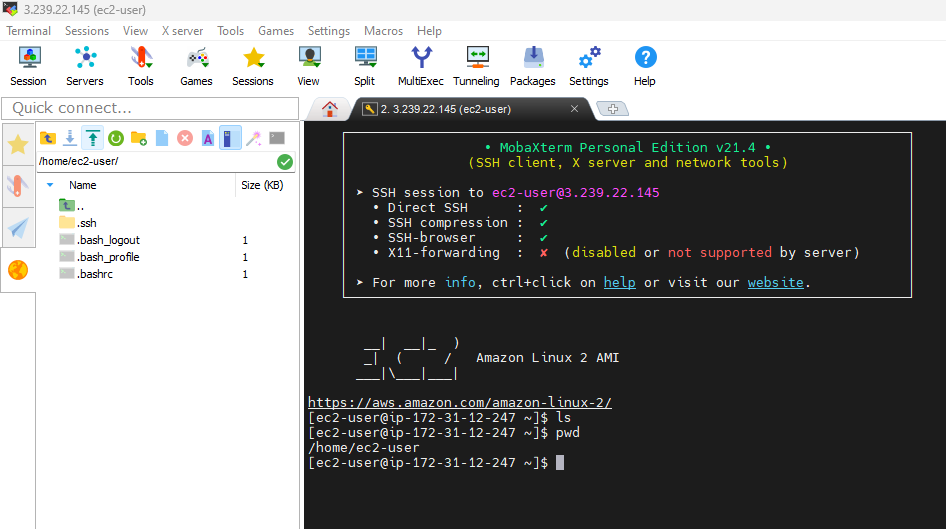 3.239.22.145 (ec2-user)
Terminal Sessions View X server Tools Games Settings Macros Help
Session Servers Tools Games Sessions View Split MultiExec Tunneling Packages Settings Help
Quick connect...
2. 3.239.22.145 (ec2-user)
/home/ec2-user/
Name Size (KB)
..
.ssh
.bash_logout 1
.bash_profile 1
.bashrc 1
• MobaXterm Personal Edition v21.4 •
(SSH client, X server and network tools)
➤ SSH session to ec2-user@3.239.22.145
• Direct SSH : ✔
• SSH compression : ✔
• SSH-browser : ✔
• X11-forwarding : ✘ (disabled or not supported by server)
➤ For more info, ctrl+click on help or visit our website.
__| __|_ )
_| ( / Amazon Linux 2 AMI
___|\___|___|
https://aws.amazon.com/amazon-linux-2/
[ec2-user@ip-172-31-12-247 ~]$ ls
[ec2-user@ip-172-31-12-247 ~]$ pwd
/home/ec2-user
[ec2-user@ip-172-31-12-247 ~]$